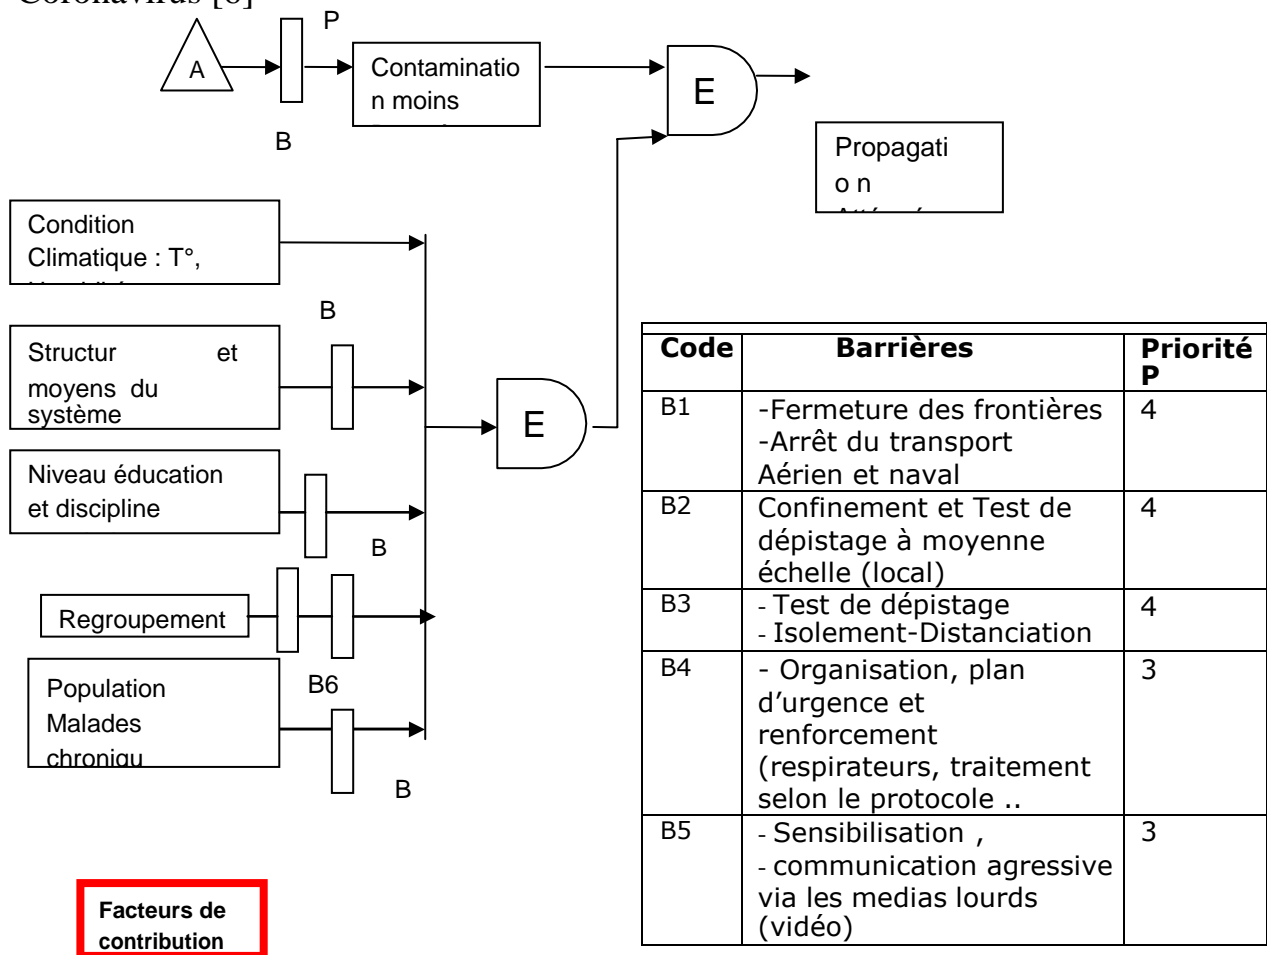 Coronavirus [6]
P
A
Contaminatio
n moins
E
B
Propagati
o n
Condition
Climatique : T°,
B
Structur et
moyens du
système
E
Niveau éducation
et discipline
B
Regroupement
B6
Population
Malades
chroniqu
B
Facteurs de
contribution
Code Barrières Priorité
P
B1 -Fermeture des frontières 4
-Arrêt du transport
Aérien et naval
B2 Confinement et Test de 4
dépistage à moyenne
échelle (local)
B3 - Test de dépistage 4
- Isolement-Distanciation
B4 - Organisation, plan 3
d’urgence et
renforcement
(respirateurs, traitement
selon le protocole ..
B5 - Sensibilisation , 3
- communication agressive
via les medias lourds
(vidéo)